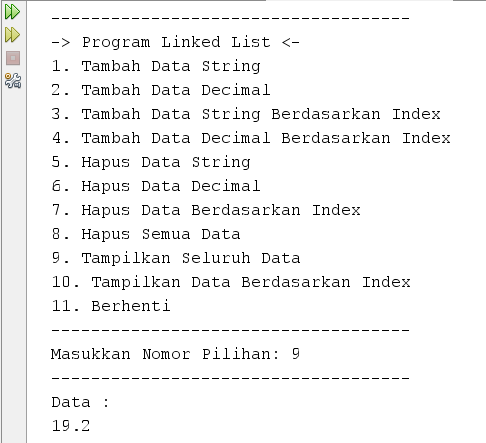 ------------------------------------
-> Program Linked List <-
1. Tambah Data String
2. Tambah Data Decimal
3. Tambah Data String Berdasarkan Index
4. Tambah Data Decimal Berdasarkan Index
5. Hapus Data String
6. Hapus Data Decimal
7. Hapus Data Berdasarkan Index
8. Hapus Semua Data
9. Tampilkan Seluruh Data
10. Tampilkan Data Berdasarkan Index
11. Berhenti
------------------------------------
Masukkan Nomor Pilihan: 9
------------------------------------
Data :
19.2